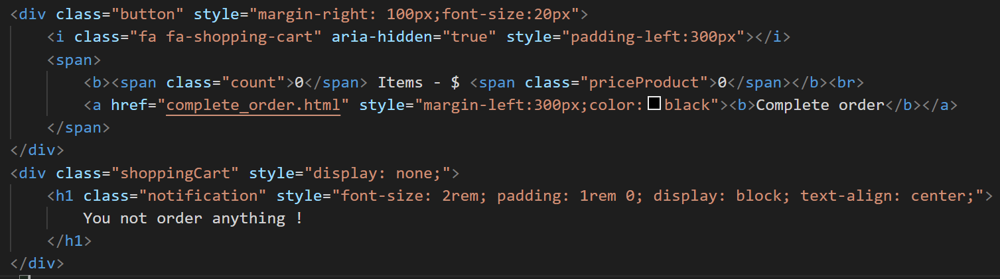 <div class="button" style="margin-right: 100px;font-size:20px">
    <i class="fa fa-shopping-cart" aria-hidden="true" style="padding-left:300px"></i>
    <span>
        <b><span class="count">0</span> Items - $ <span class="priceProduct">0</span></b><br>
        <a href="complete_order.html" style="margin-left:300px;color:black"><b>Complete order</b></a>
    </span>
</div>
<div class="shoppingCart" style="display: none;">
    <h1 class="notification" style="font-size: 2rem; padding: 1rem 0; display: block; text-align: center;">
        You not order anything !
    </h1>
</div>